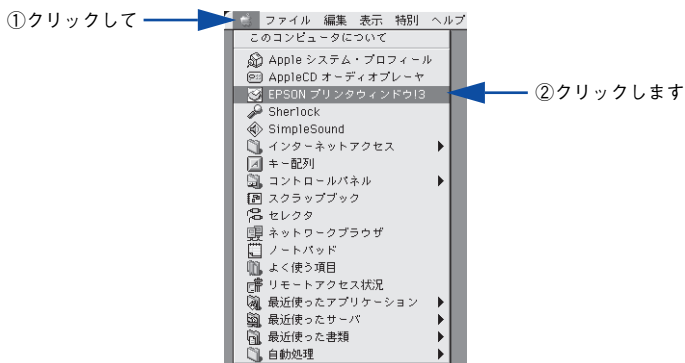 ①クリックして
ファイル 編集 表示 特別 ヘルプ
このコンピュータについて
Apple システム・プロフィール
AppleCD オーディオプレーヤ
EPSON プリンタウィンドウ!3
②クリックします
Sherlock
SimpleSound
インターネットアクセス
キー配列
コントロールパネル
スクラップブック
セレクタ
ネットワークブラウザ
ノートパッド
よく使う項目
リモートアクセス状況
最近使ったアプリケーション
最近使ったサーバ
最近使った書類
自動処理